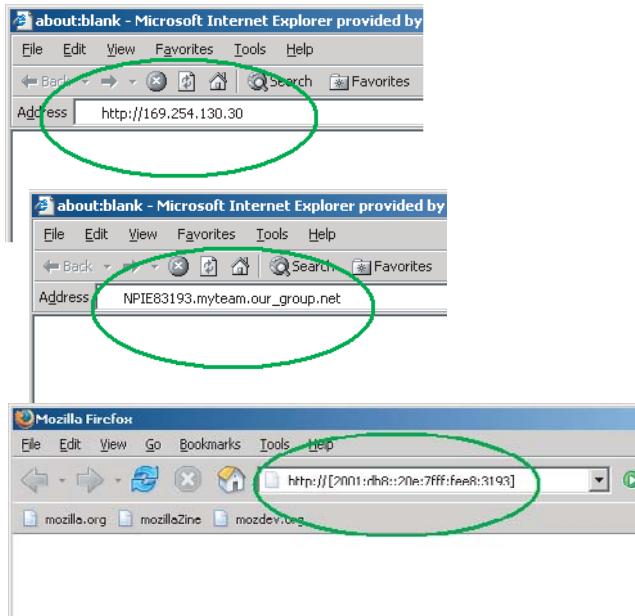 about:blank - Microsoft Internet Explorer provided by
File Edit View Favorites Tools Help
Back Search Favorites
Address http://169.254.130.30
about:blank - Microsoft Internet Explorer provided by
File Edit View Favorites Tools Help
Back Search Favorites
Address NPIE83193.myteam.our_group.net
Mozilla Firefox
File Edit View Go Bookmarks Tools Help
http://[2001:db8::20e:7fff:fee8:3193]
mozilla.org mozillaZine mozdev.org